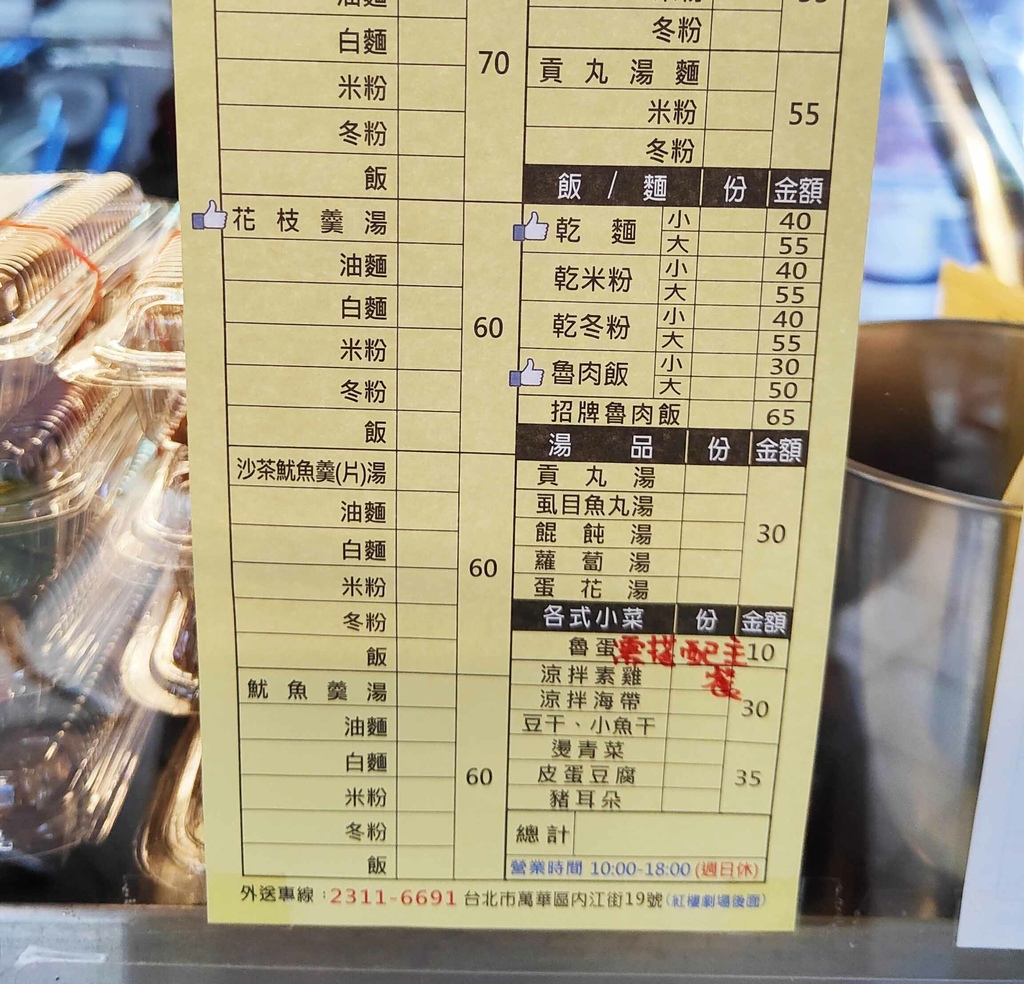 油麵
白麵
米粉
冬粉
飯
70
花枝羹湯
油麵
白麵
米粉
冬粉
飯
60
沙茶魷魚羹(片)湯
油麵
白麵
米粉
冬粉
飯
60
魷魚羹湯
油麵
白麵
米粉
冬粉
飯
60
米粉
冬粉
貢丸湯麵
米粉
冬粉
55
飯/麵 份 金額
乾麵 小 40
大 55
乾米粉 小 40
大 55
乾冬粉 小 40
大 55
魯肉飯 小 30
大 50
招牌魯肉飯 65
湯品 份 金額
貢丸湯
虱目魚丸湯
餛飩湯
蘿蔔湯
蛋花湯
30
各式小菜 份 金額
魯蛋 需搭配主餐 10
涼拌素雞
涼拌海帶
豆干、小魚干
30
燙青菜
皮蛋豆腐
豬耳朵
35
總計
營業時間 10:00-18:00 (週日休)
外送專線：2311-6691 台北市萬華區內江街19號(紅樓劇場後面)